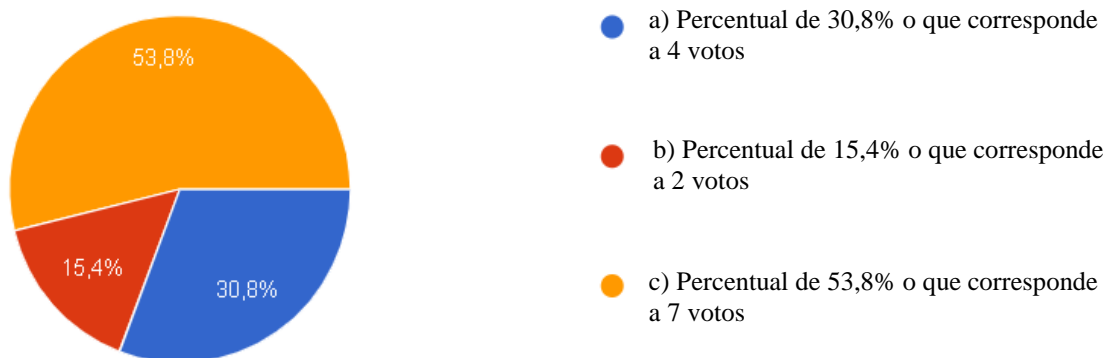 53,8%
15,4%
30,8%
a) Percentual de 30,8% o que corresponde
a 4 votos
b) Percentual de 15,4% o que corresponde
a 2 votos
c) Percentual de 53,8% o que corresponde
a 7 votos